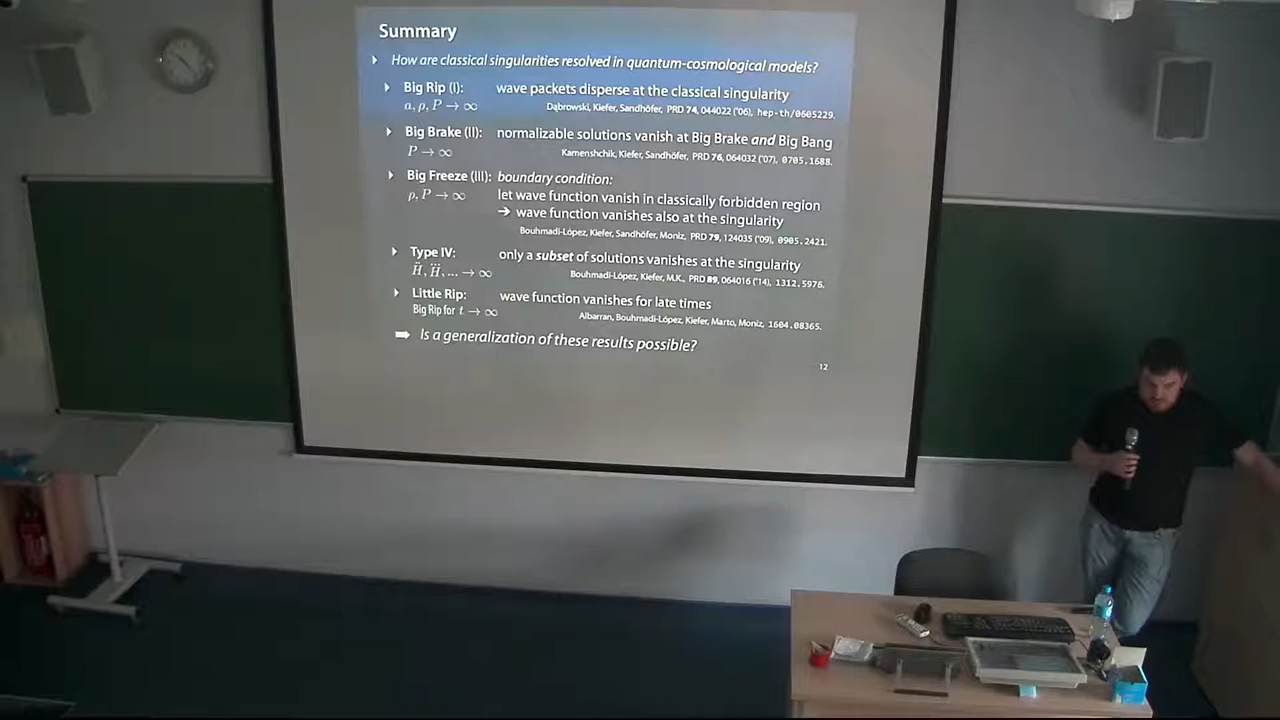 Summary
How are classical singularities resolved in quantum-cosmological models?
Big Rip (I): wave packets disperse at the classical singularity
a, ρ, P → ∞ Dąbrowski, Kiefer, Sandhöfer, PRD 74, 044022 ('06), hep-th/0605229.
Big Brake (II): normalizable solutions vanish at Big Brake and Big Bang
P → ∞ Kamenshchik, Kiefer, Sandhöfer, PRD 76, 064032 ('07), 0705.1688.
Big Freeze (III): boundary condition:
ρ, P → ∞ let wave function vanish in classically forbidden region
➔ wave function vanishes also at the singularity
Bouhmadi-López, Kiefer, Sandhöfer, Moniz, PRD 79, 124035 ('09), 0905.2421.
Type IV: only a subset of solutions vanishes at the singularity
Ḧ, H⃛, ... → ∞ Bouhmadi-López, Kiefer, M.K., PRD 89, 064016 ('14), 1312.5976.
Little Rip: wave function vanishes for late times
Big Rip for t → ∞ Albarran, Bouhmadi-López, Kiefer, Marto, Moniz, 1604.08365.
➡ Is a generalization of these results possible?
12